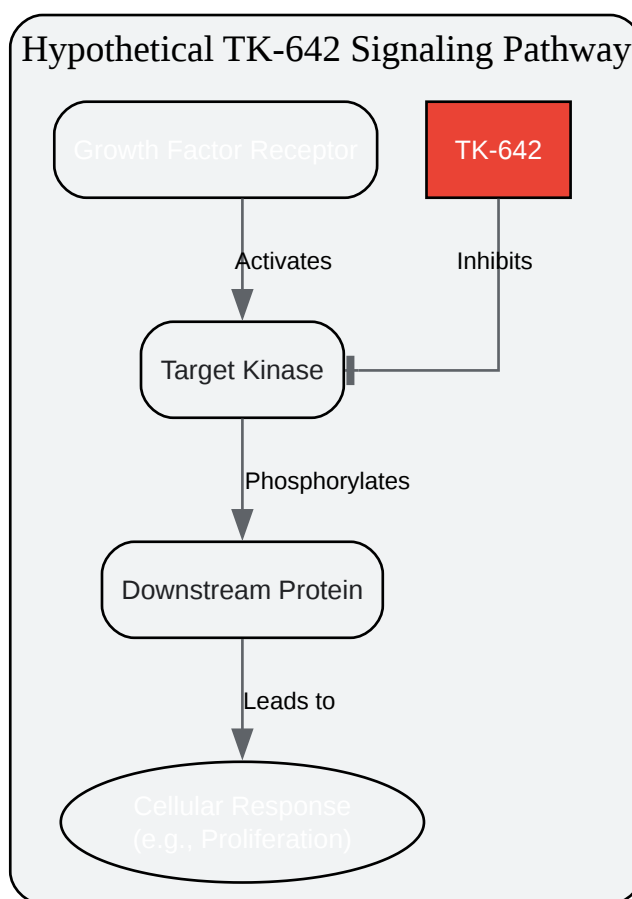 Hypothetical TK-642 Signaling Pathway
Growth Factor Receptor
TK-642
Activates
Inhibits
Target Kinase
Phosphorylates
Downstream Protein
Leads to
Cellular Response
(e.g., Proliferation)